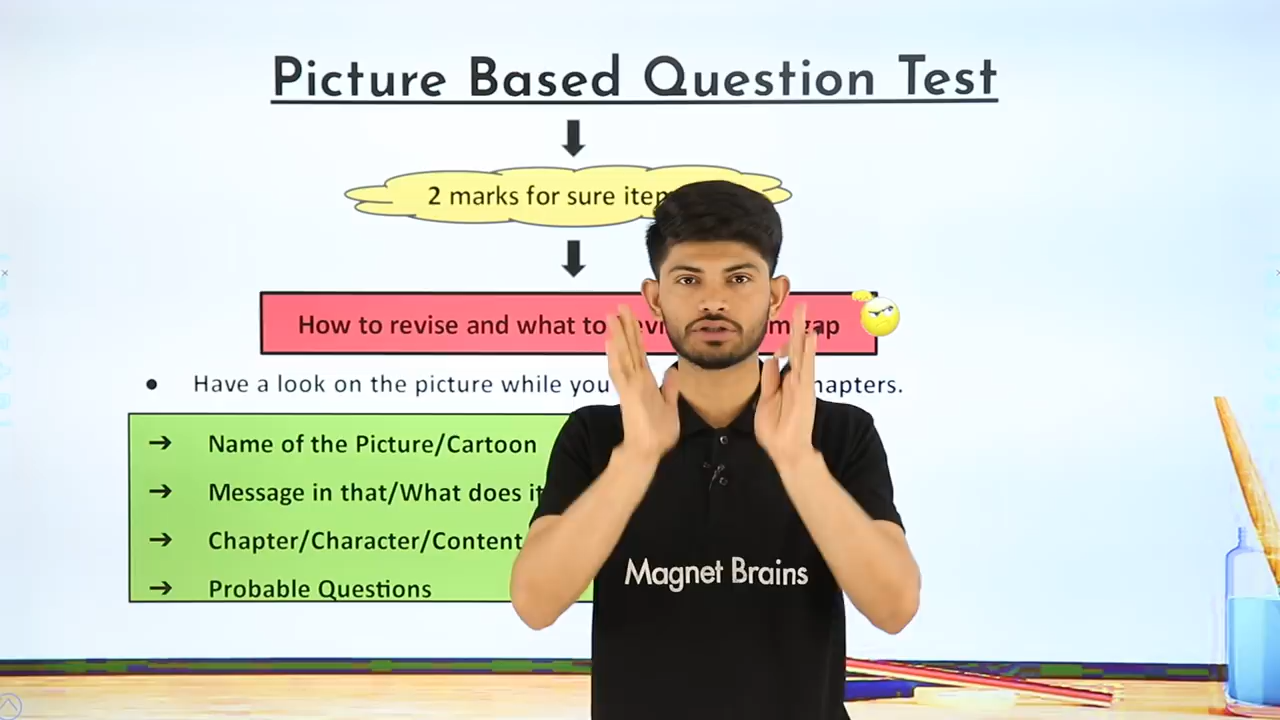 Picture Based Question Test
2 marks for sure
How to revise and what to gap
Have a look on the picture while you chapters.
Name of the Picture/Cartoon
Message in that/What does
Chapter/Character/Content
Probable Questions
Magnet Brains